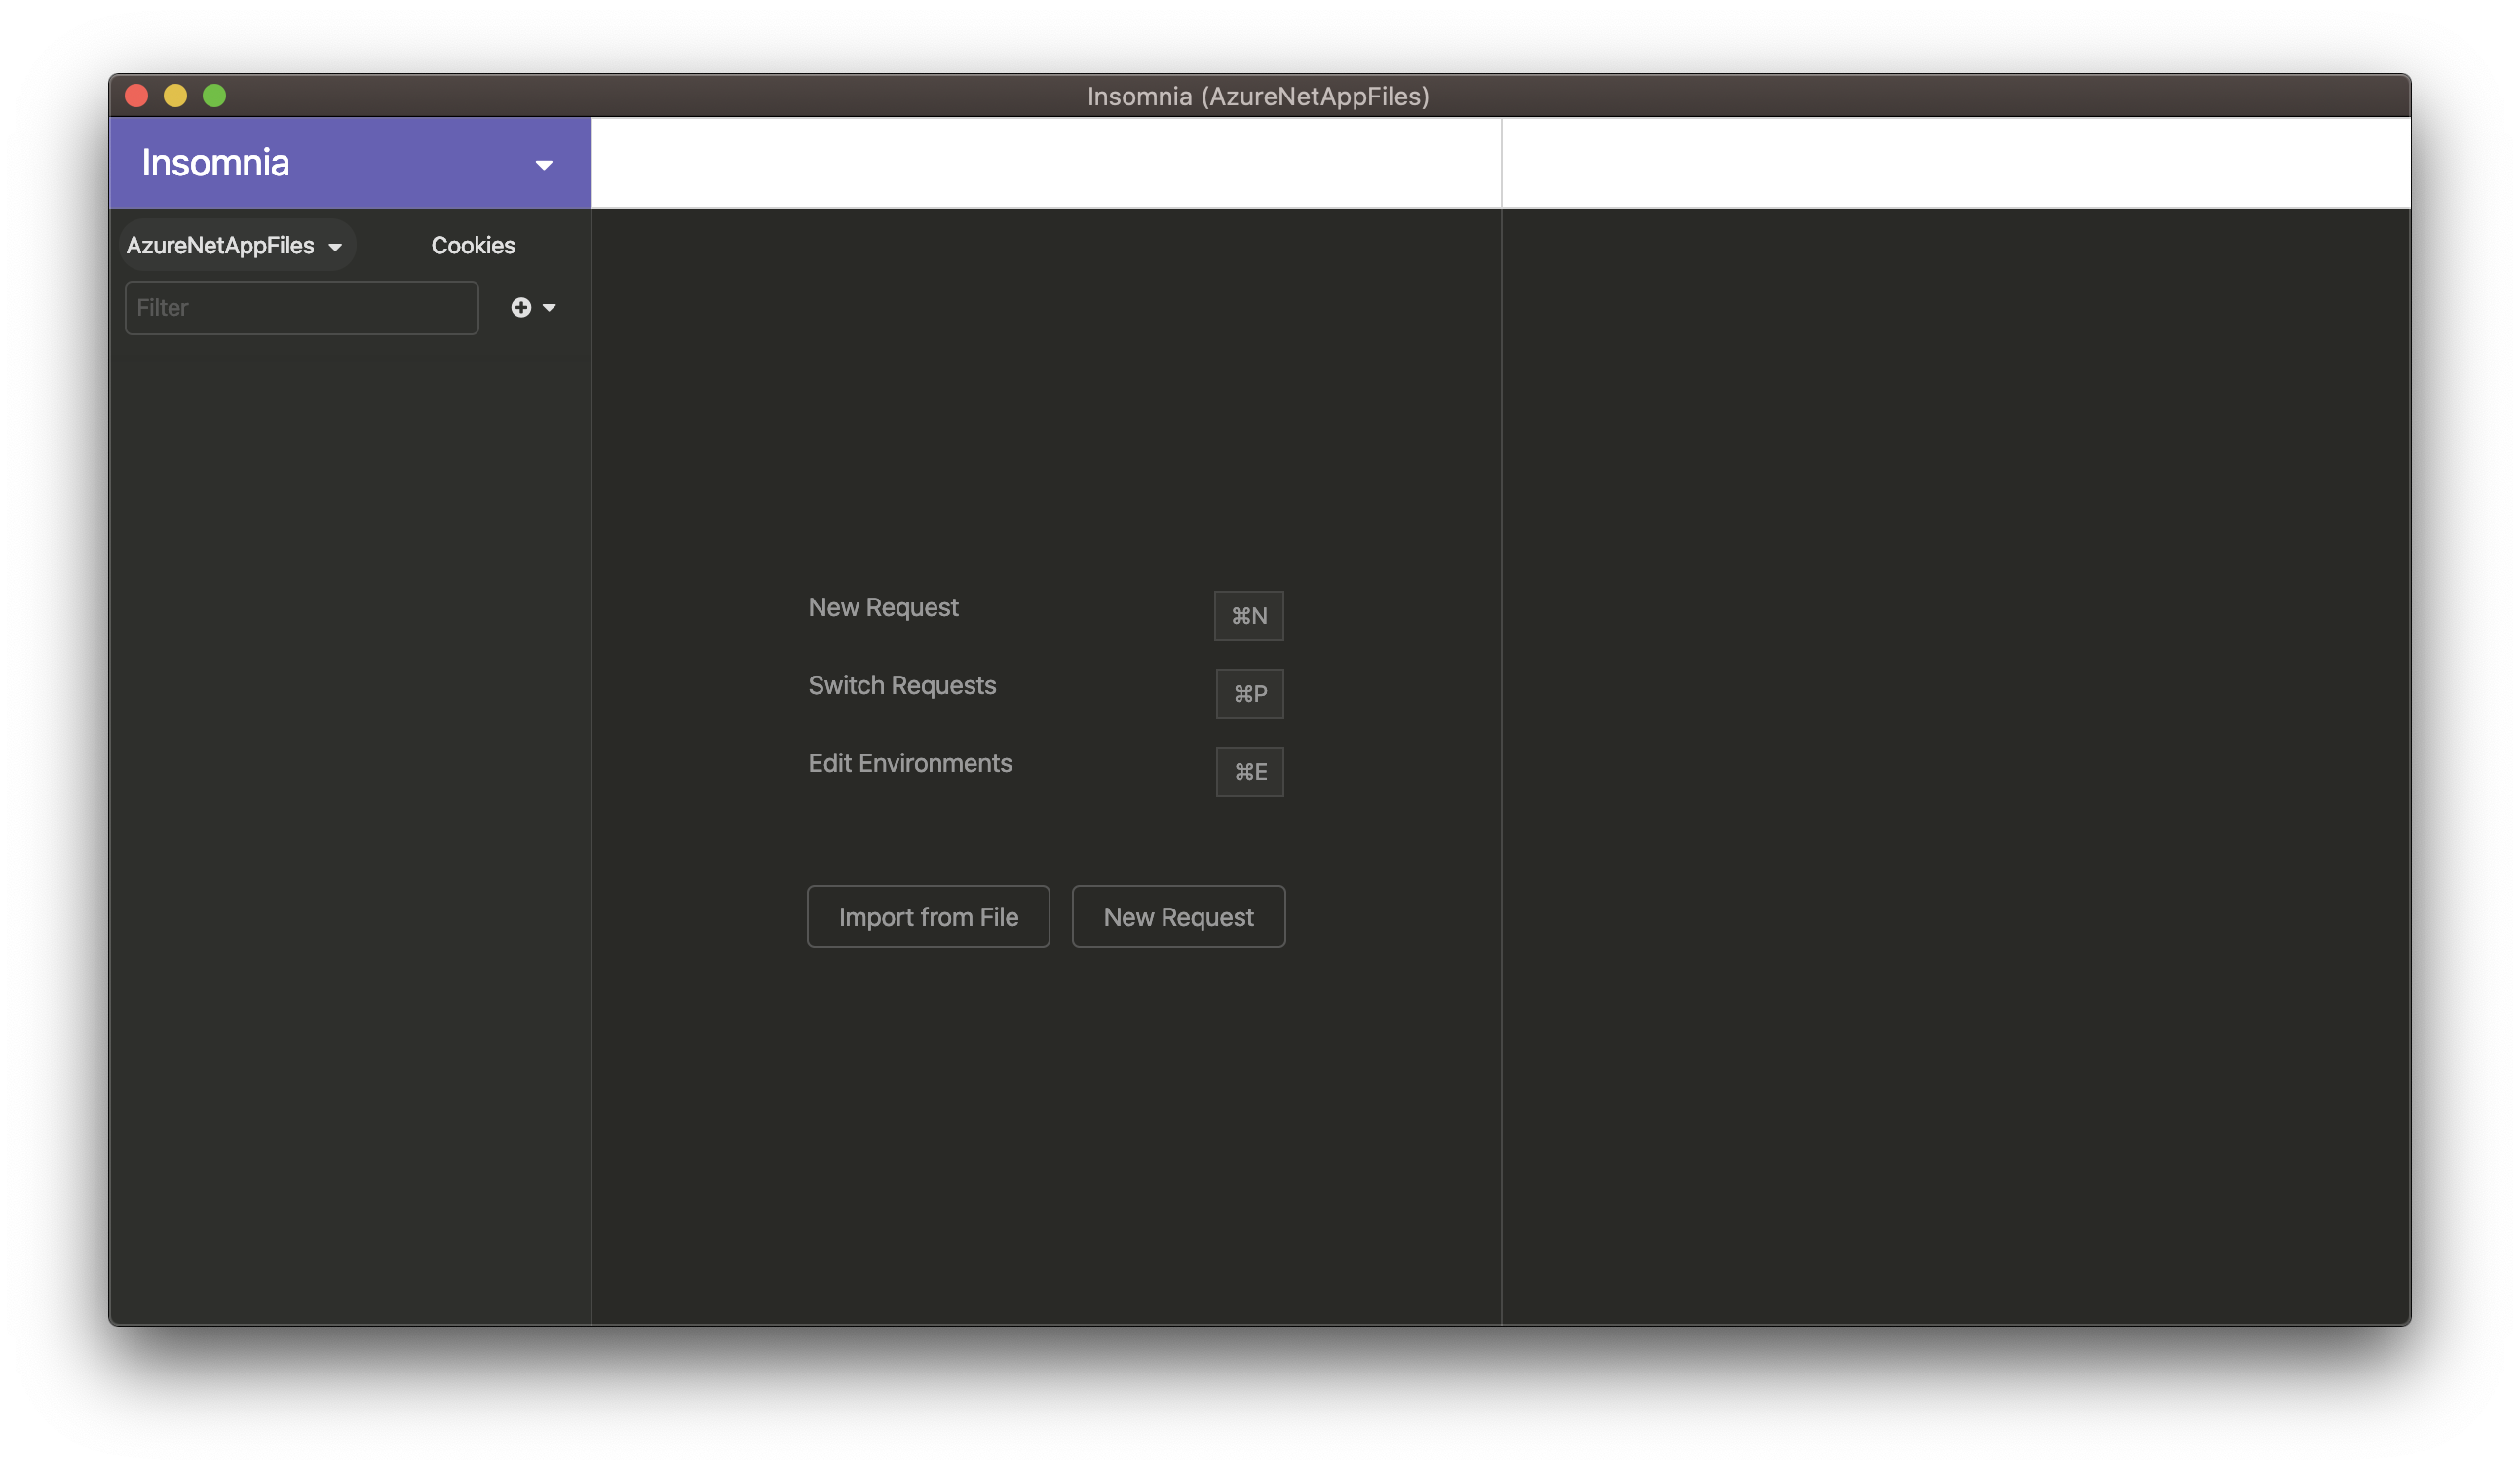 Insomnia (AzureNetAppFiles)
Insomnia
AzureNetAppFiles Cookies
Filter
New Request ⌘N
Switch Requests ⌘P
Edit Environments ⌘E
Import from File New Request